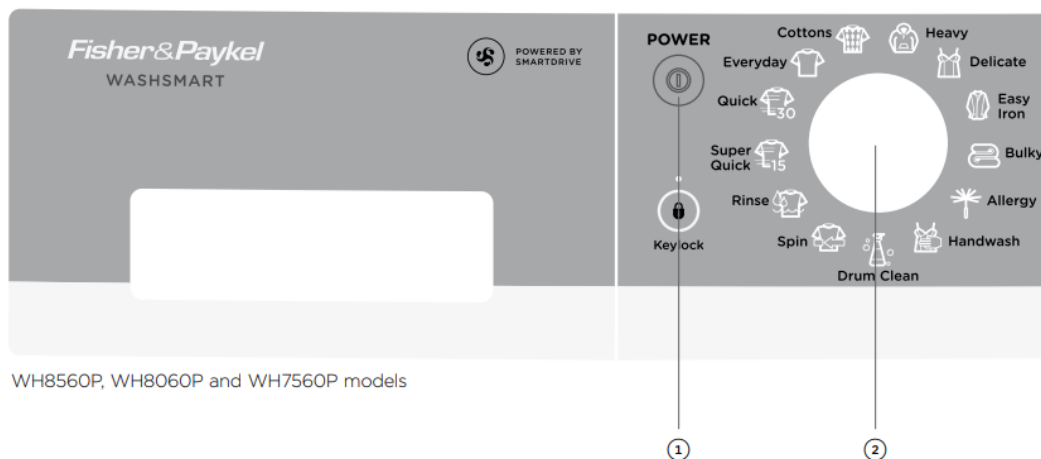 Fisher&Paykel
WASHSMART
POWERED BY
SMARTDRIVE
POWER
Keylock
Cottons
Everyday
Quick
30
Super
Quick
15
Rinse
Spin
Drum Clean
Heavy
Delicate
Easy
Iron
Bulky
Allergy
Handwash
WH8560P, WH8060P and WH7560P models
1
2